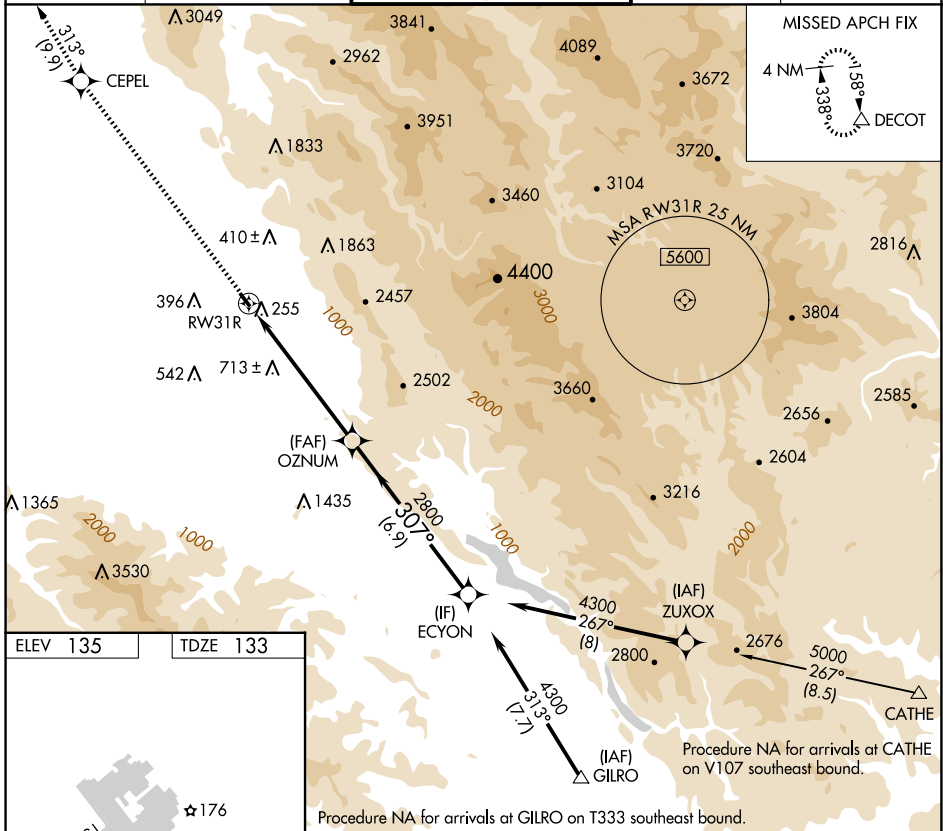 3049
3841
4089
MISSED APCH FIX
313°
(9.9)
2962
4 NM
158°
338°
DECOT
CEPEL
3672
3951
1833
3720
3460
3104
MSA RW31R 25 NM
5600
410±
1863
2816
4400
396
RW31R
255
2457
1000
3000
3804
542
713±
2502
2000
3660
2585
2656
(FAF)
OZNUM
2604
1365
1435
2800
307°
(6.9)
3216
2000
1000
1000
2000
3530
(IF)
ECYON
4300
267°
(8)
(IAF)
ZUXOX
2800
2676
5000
267°
(8.5)
CATHE
ELEV 135
TDZE 133
4300
313°
(7.7)
(IAF)
GILRO
Procedure NA for arrivals at CATHE
on V107 southeast bound.
176
Procedure NA for arrivals at GILRO on T333 southeast bound.